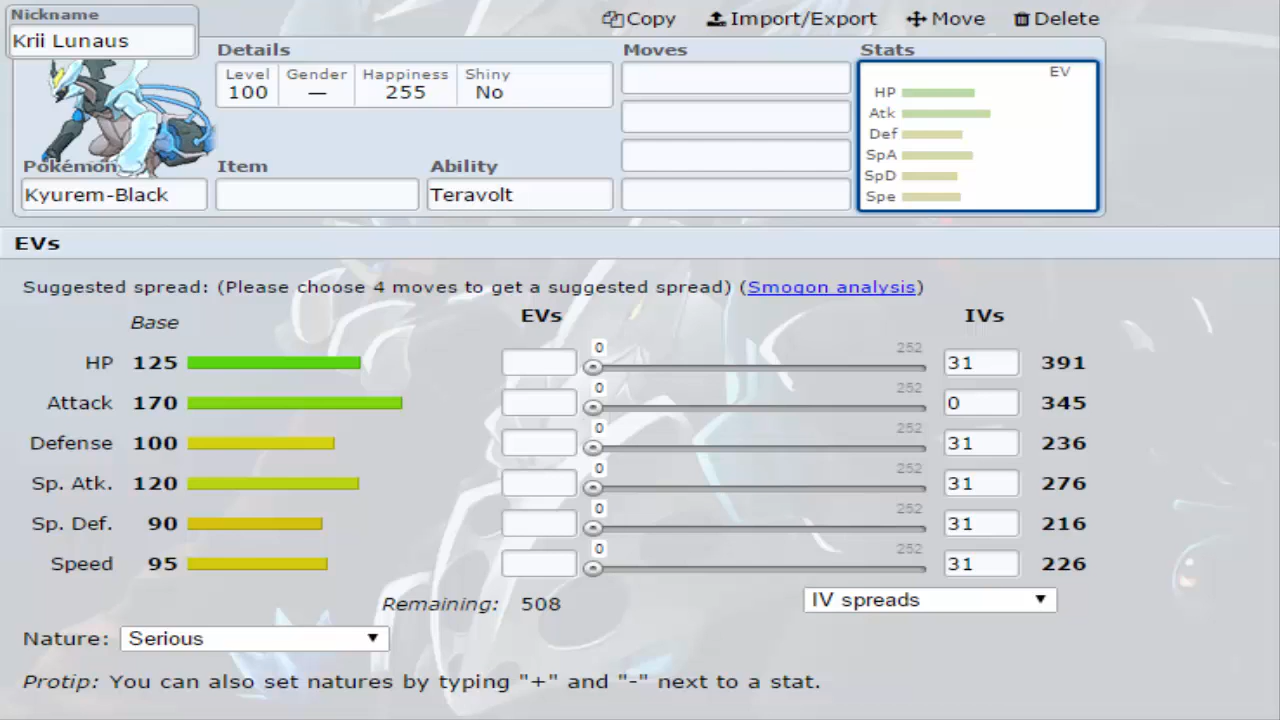 Nickname
Krii Lunaus
Copy Import/Export Move Delete
Details
Moves
Stats
Level Gender Happiness Shiny
100 — 255 No
EV
HP
Atk
Def
SpA
SpD
Spe
Pokémon Item Ability
Kyurem-Black Teravolt
EVs
Suggested spread: (Please choose 4 moves to get a suggested spread) (Smogon analysis)
Base EVs IVs
0 252
HP 125 31 391
0 252
Attack 170 0 345
0 252
Defense 100 31 236
0 252
Sp. Atk. 120 31 276
0 252
Sp. Def. 90 31 216
0 252
Speed 95 31 226
Remaining: 508 IV spreads
Nature: Serious
Protip: You can also set natures by typing "+" and "-" next to a stat.